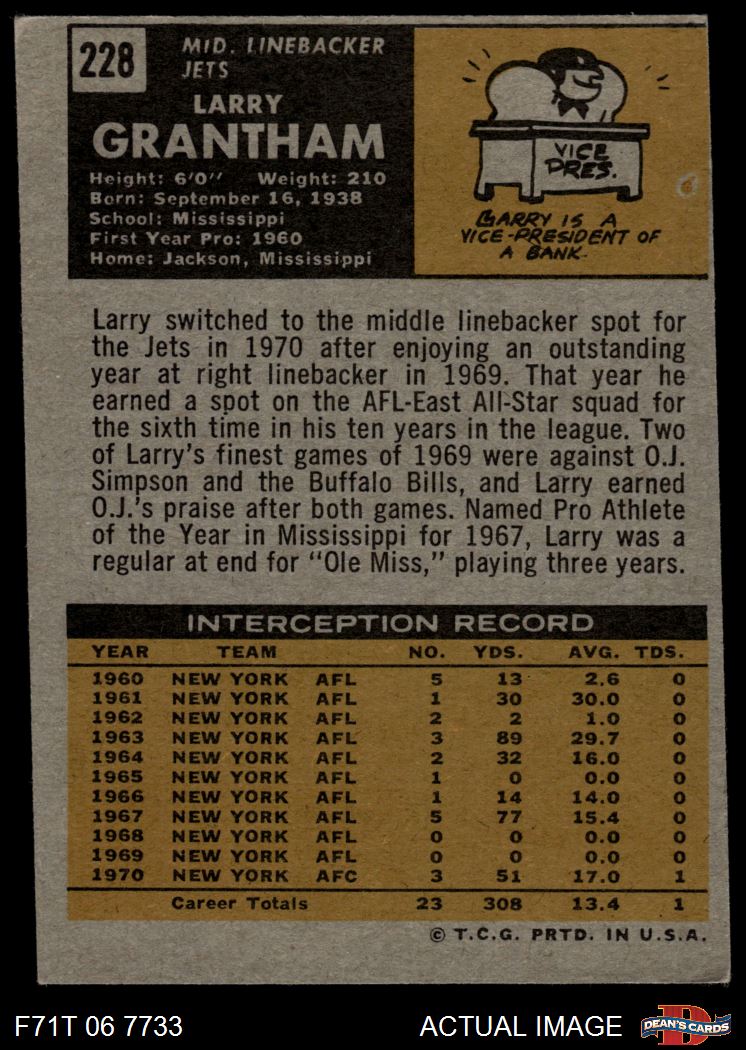 228
MID. LINEBACKER
JETS
LARRY
GRANTHAM
Height: 6'0" Weight: 210
Born: September 16, 1938
School: Mississippi
First Year Pro: 1960
Home: Jackson, Mississippi
VICE
PRES.
LARRY IS A
VICE-PRESIDENT OF
A BANK.
Larry switched to the middle linebacker spot for
the Jets in 1970 after enjoying an outstanding
year at right linebacker in 1969. That year he
earned a spot on the AFL-East All-Star squad for
the sixth time in his ten years in the league. Two
of Larry's finest games of 1969 were against O.J.
Simpson and the Buffalo Bills, and Larry earned
O.J.'s praise after both games. Named Pro Athlete
of the Year in Mississippi for 1967, Larry was a
regular at end for "Ole Miss," playing three years.
INTERCEPTION RECORD
YEAR TEAM NO. YDS. AVG. TDS.
1960 NEW YORK AFL 5 13 2.6 0
1961 NEW YORK AFL 1 30 30.0 0
1962 NEW YORK AFL 2 2 1.0 0
1963 NEW YORK AFL 3 89 29.7 0
1964 NEW YORK AFL 2 32 16.0 0
1965 NEW YORK AFL 1 0 0.0 0
1966 NEW YORK AFL 1 14 14.0 0
1967 NEW YORK AFL 5 77 15.4 0
1968 NEW YORK AFL 0 0 0.0 0
1969 NEW YORK AFL 0 0 0.0 0
1970 NEW YORK AFC 3 51 17.0 1
Career Totals 23 308 13.4 1
© T.C.G. PRTD. IN U.S.A.
F71T 06 7733 ACTUAL IMAGE D DEAN'S CARDS